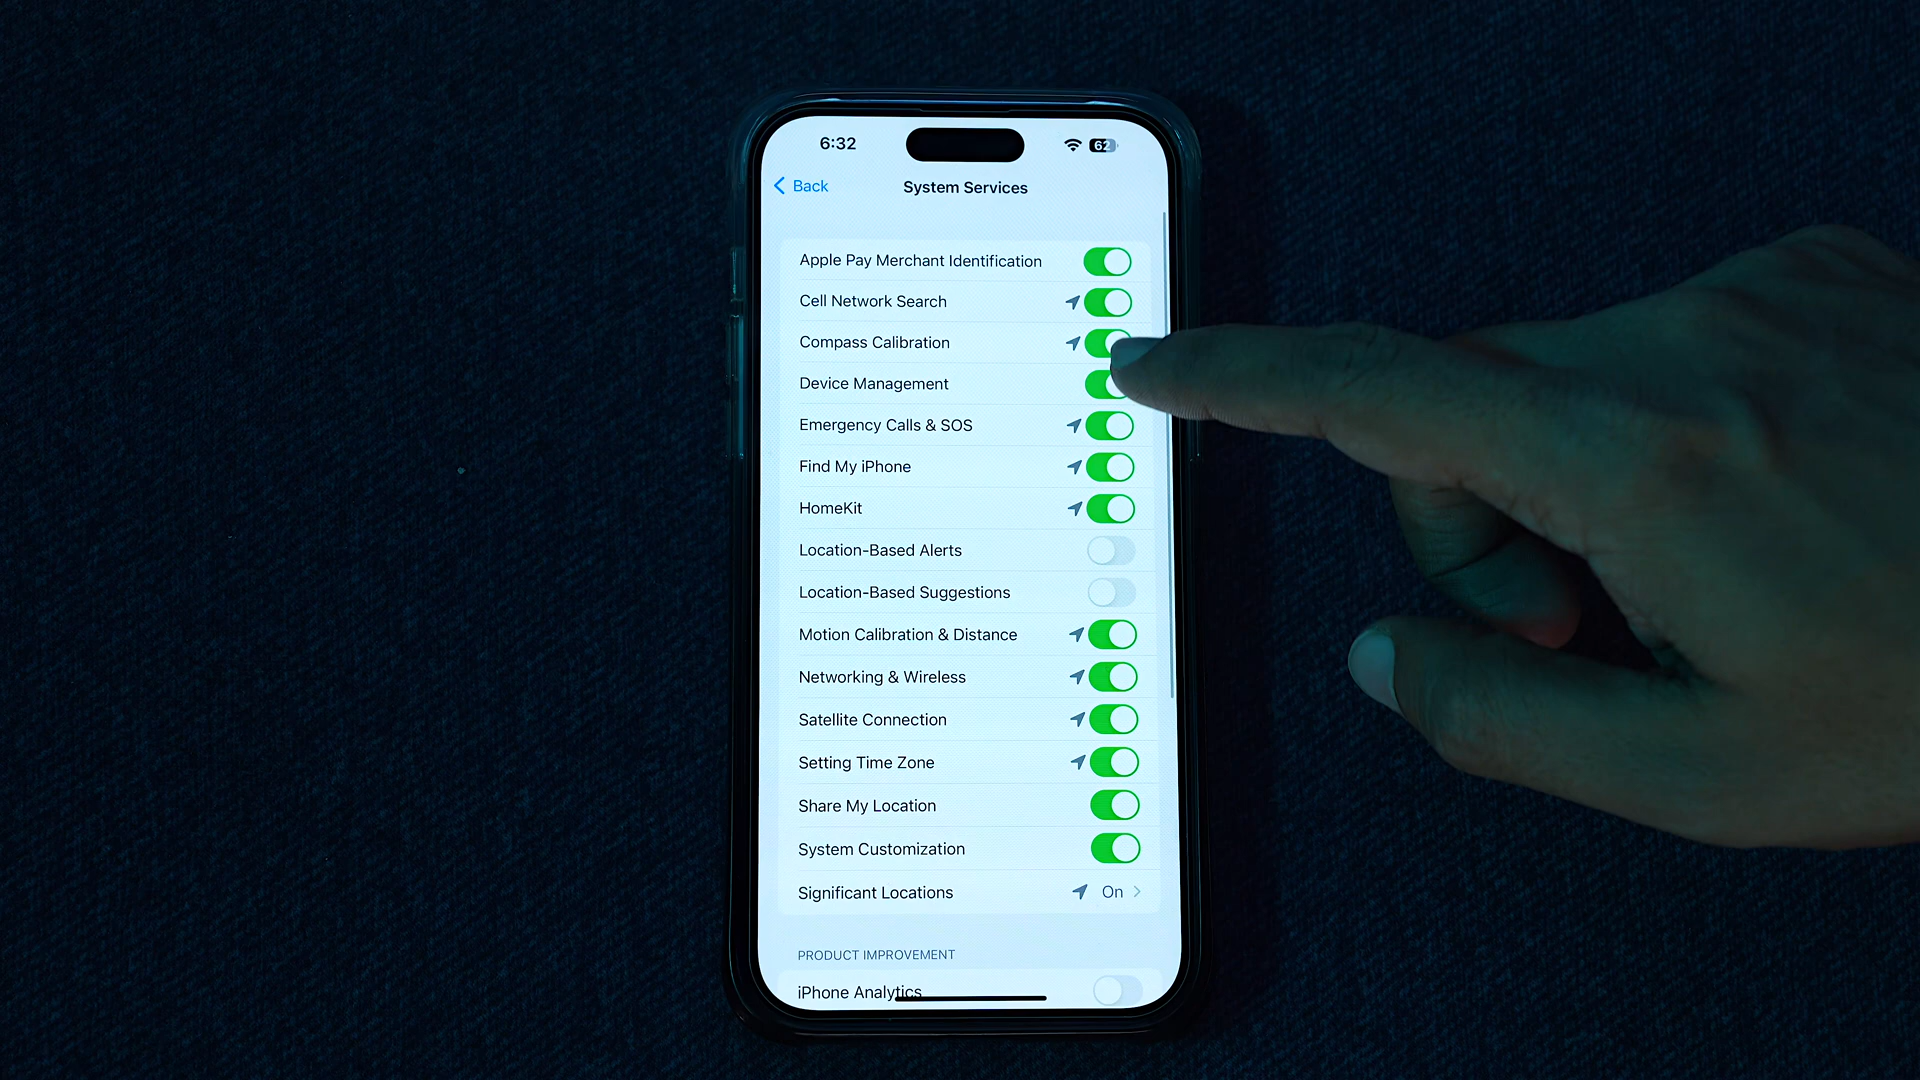 6:32
62
Back
System Services
Apple Pay Merchant Identification
Cell Network Search
Compass Calibration
Device Management
Emergency Calls & SOS
Find My iPhone
HomeKit
Location-Based Alerts
Location-Based Suggestions
Motion Calibration & Distance
Networking & Wireless
Satellite Connection
Setting Time Zone
Share My Location
System Customization
Significant Locations On
PRODUCT IMPROVEMENT
iPhone Analytics